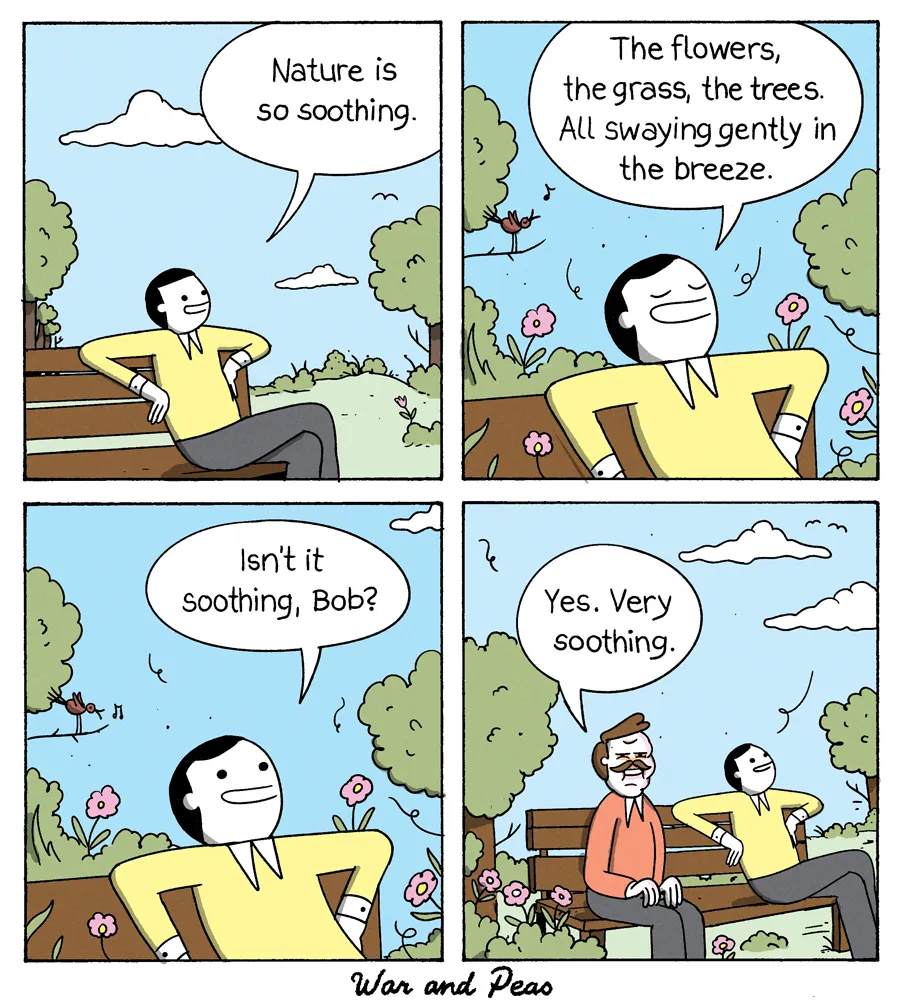 Nature is
so soothing.
The flowers,
the grass, the trees.
All swaying gently in
the breeze.
Isn't it
soothing, Bob?
Yes. Very
soothing.
War and Peas